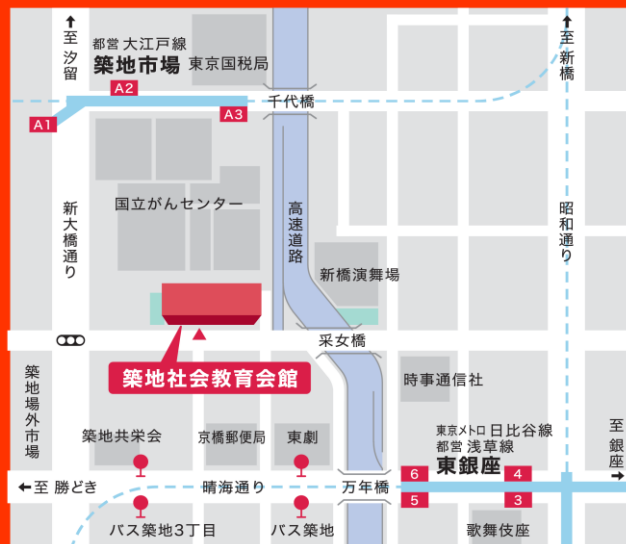 至 汐留
都営 大江戸線
築地市場
東京国税局
至 新橋
A2
A1
A3
千代橋
国立がんセンター
新大橋通り
高速道路
昭和通り
新橋演舞場
采女橋
築地社会教育会館
時事通信社
築地場外市場
築地共栄会
京橋郵便局
東劇
東京メトロ 日比谷線
都営 浅草線
東銀座
至 銀座
6
4
至 勝どき
晴海通り
万年橋
5
3
バス築地3丁目
バス築地
歌舞伎座